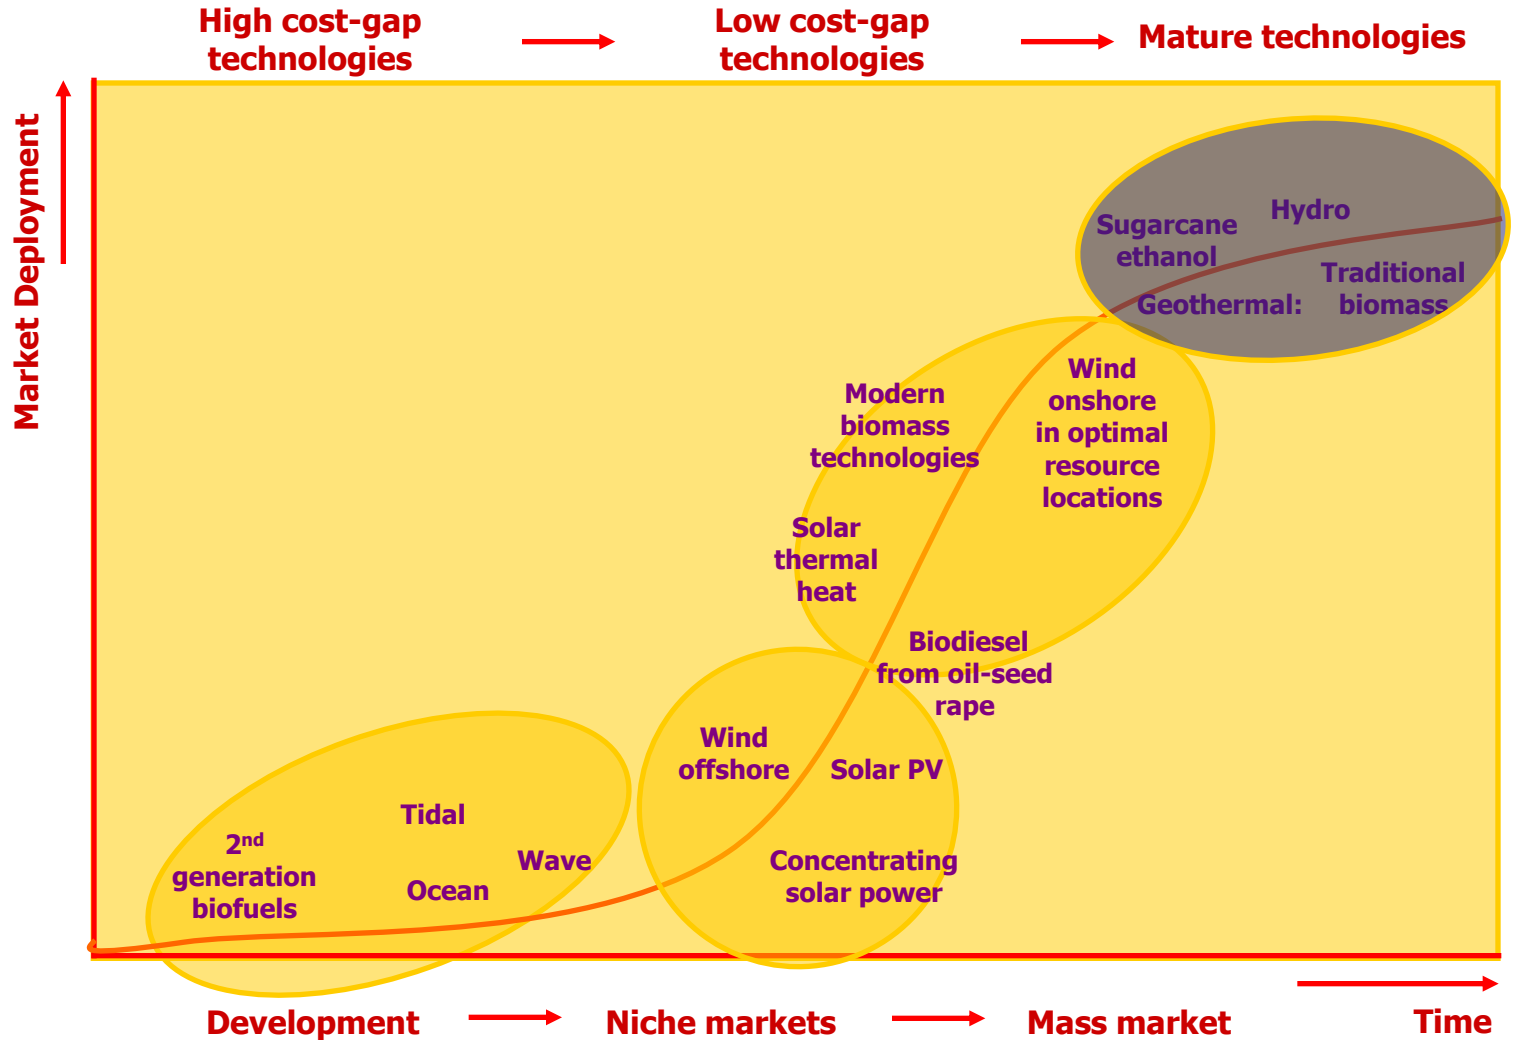 High cost-gap
technologies
Low cost-gap
technologies
Mature technologies
Market Deployment
Sugarcane
ethanol
Hydro
Traditional
biomass
Geothermal:
Wind
onshore
in optimal
resource
locations
Modern
biomass
technologies
Solar
thermal
heat
Biodiesel
from oil-seed
rape
Wind
offshore
Solar PV
Concentrating
solar power
Tidal
2nd
generation
biofuels
Wave
Ocean
Development
Niche markets
Mass market
Time